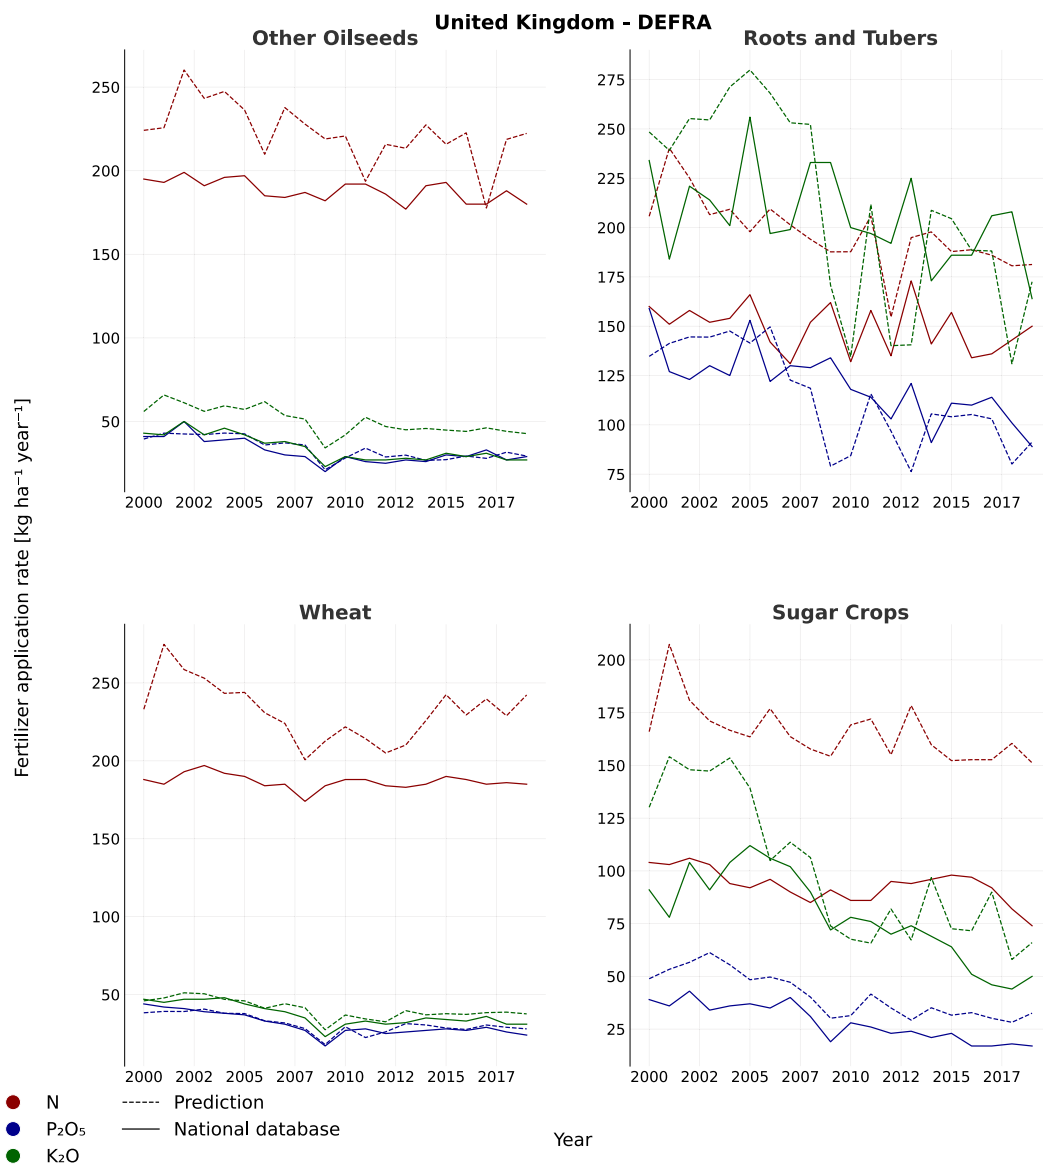 United Kingdom - DEFRA
Other Oilseeds
250
200
150
100
50
2000 2002 2005 2007 2010 2012 2015 2017
Roots and Tubers
275
250
225
200
175
150
125
100
75
2000 2002 2005 2007 2010 2012 2015 2017
Fertilizer application rate [kg ha⁻¹ year⁻¹]
Wheat
250
200
150
100
50
2000 2002 2005 2007 2010 2012 2015 2017
Sugar Crops
200
175
150
125
100
75
50
25
2000 2002 2005 2007 2010 2012 2015 2017
N
P₂O₅
K₂O
Prediction
National database
Year